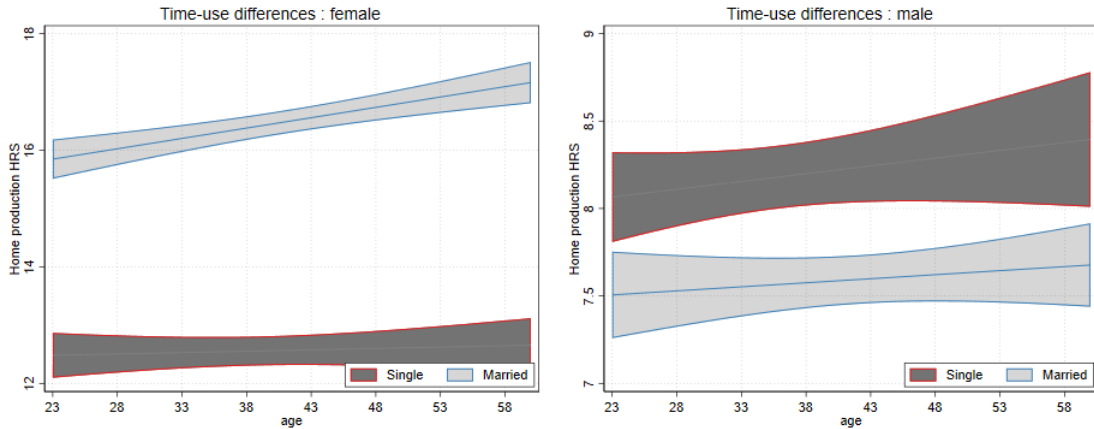 Time-use differences : female
Home production HRS
18
16
14
12
23 28 33 38 43 48 53 58
age
Single Married
Time-use differences : male
Home production HRS
9
8.5
8
7.5
7
23 28 33 38 43 48 53 58
age
Single Married